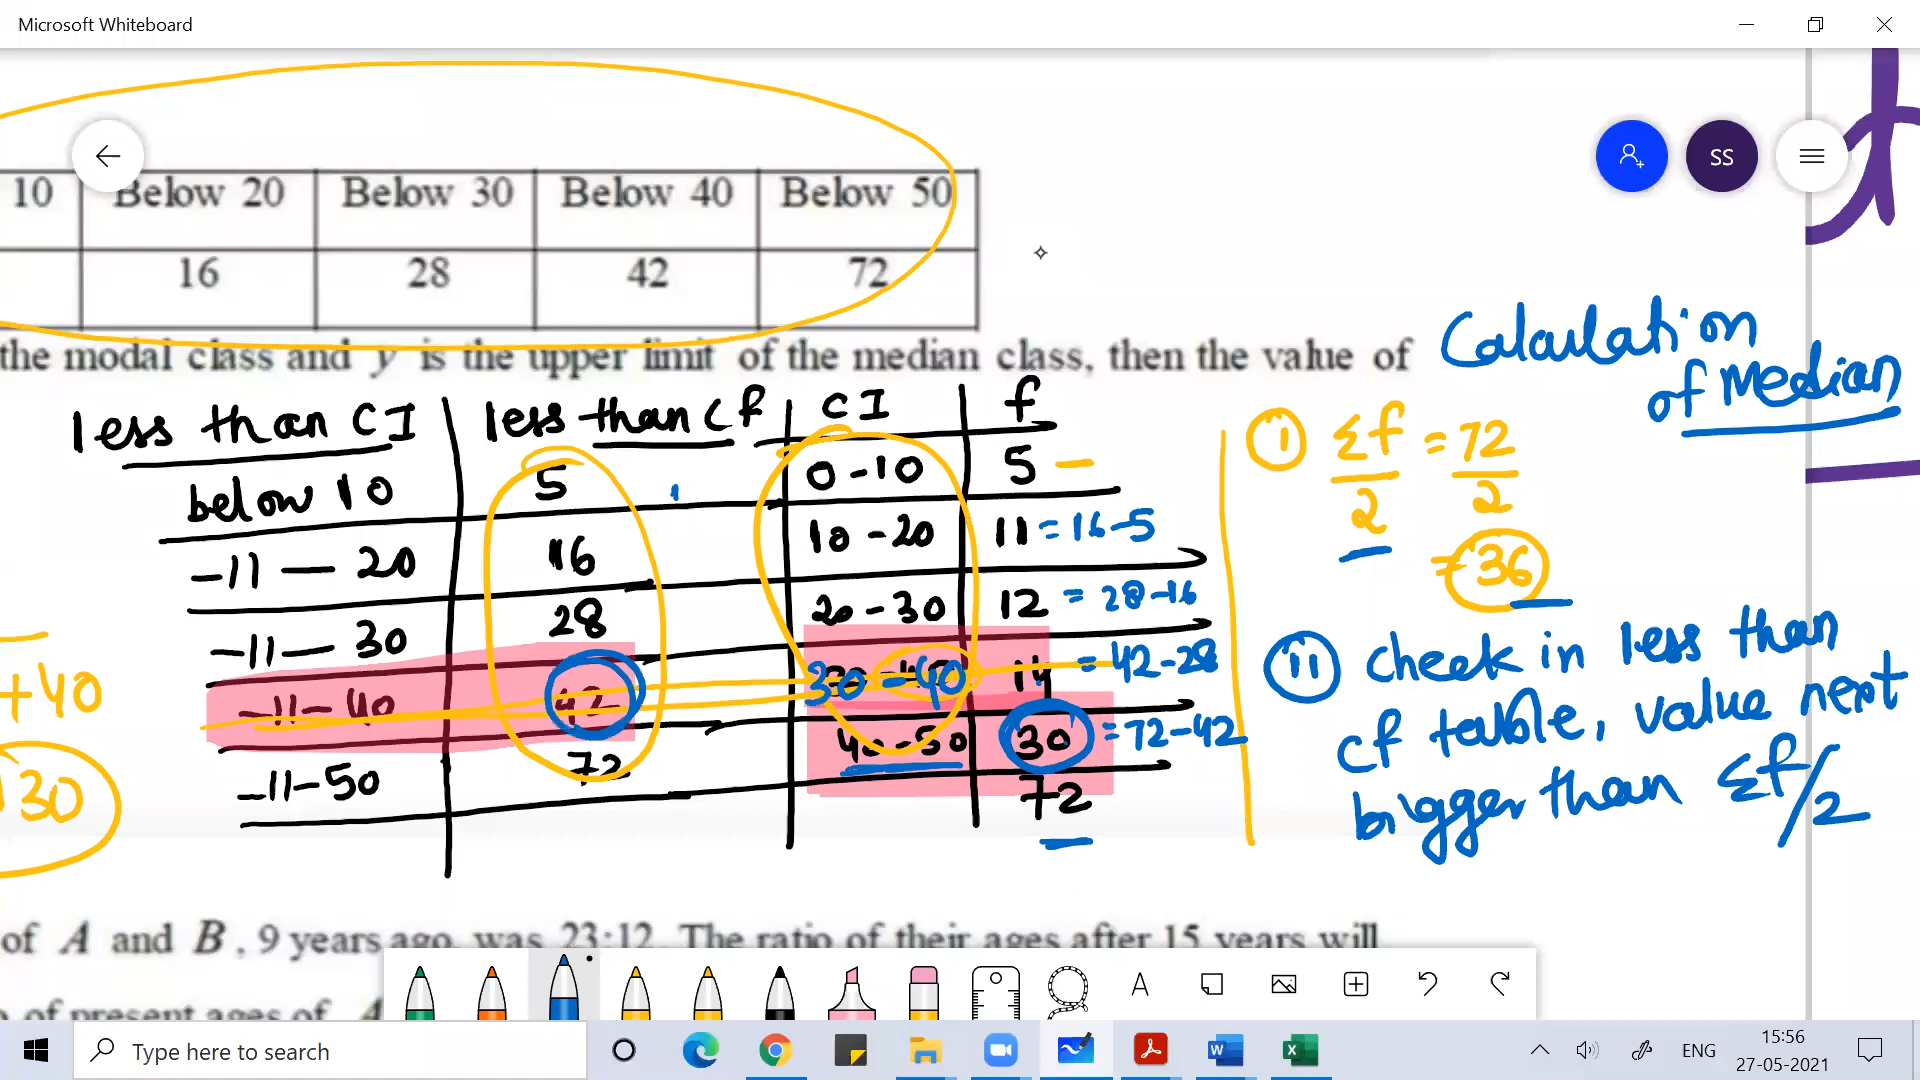 Microsoft Whiteboard
SS
10 Below 20 Below 30 Below 40 Below 50
16 28 42 72
the modal class and y is the upper limit of the median class, then the value of
Calculation
of Median
less than CI less than cf CI f
below 10 5 0-10 5
-11- 20 16 10-20 11 = 16-5
-11- 30 28 20-30 12 = 28-16
-11- 40 42 30-40 14 = 42-28
-11-50 72 40-50 30 = 72-42
72
+40
30
i Σf/2 = 72/2
= 36
ii Check in less than
cf table, value next
bigger than Σf/2
of A and B, 9 years ago, was 23:12. The ratio of their ages after 15 years will
of present ages of A
Type here to search
ENG
15:56
27-05-2021